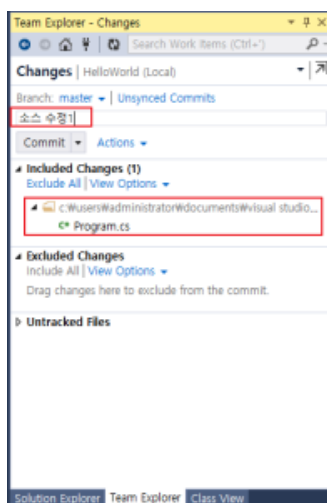 Team Explorer - Changes
Search Work Items (Ctrl+')
Changes | HelloWorld (Local)
Branch: master | Unsynced Commits
소스 수정1
Commit Actions
Included Changes (1)
Exclude All | View Options
c:₩users₩administrator₩documents₩visual studio...
C# Program.cs
Excluded Changes
Include All | View Options
Drag changes here to exclude from the commit.
Untracked Files
Solution Explorer Team Explorer Class View